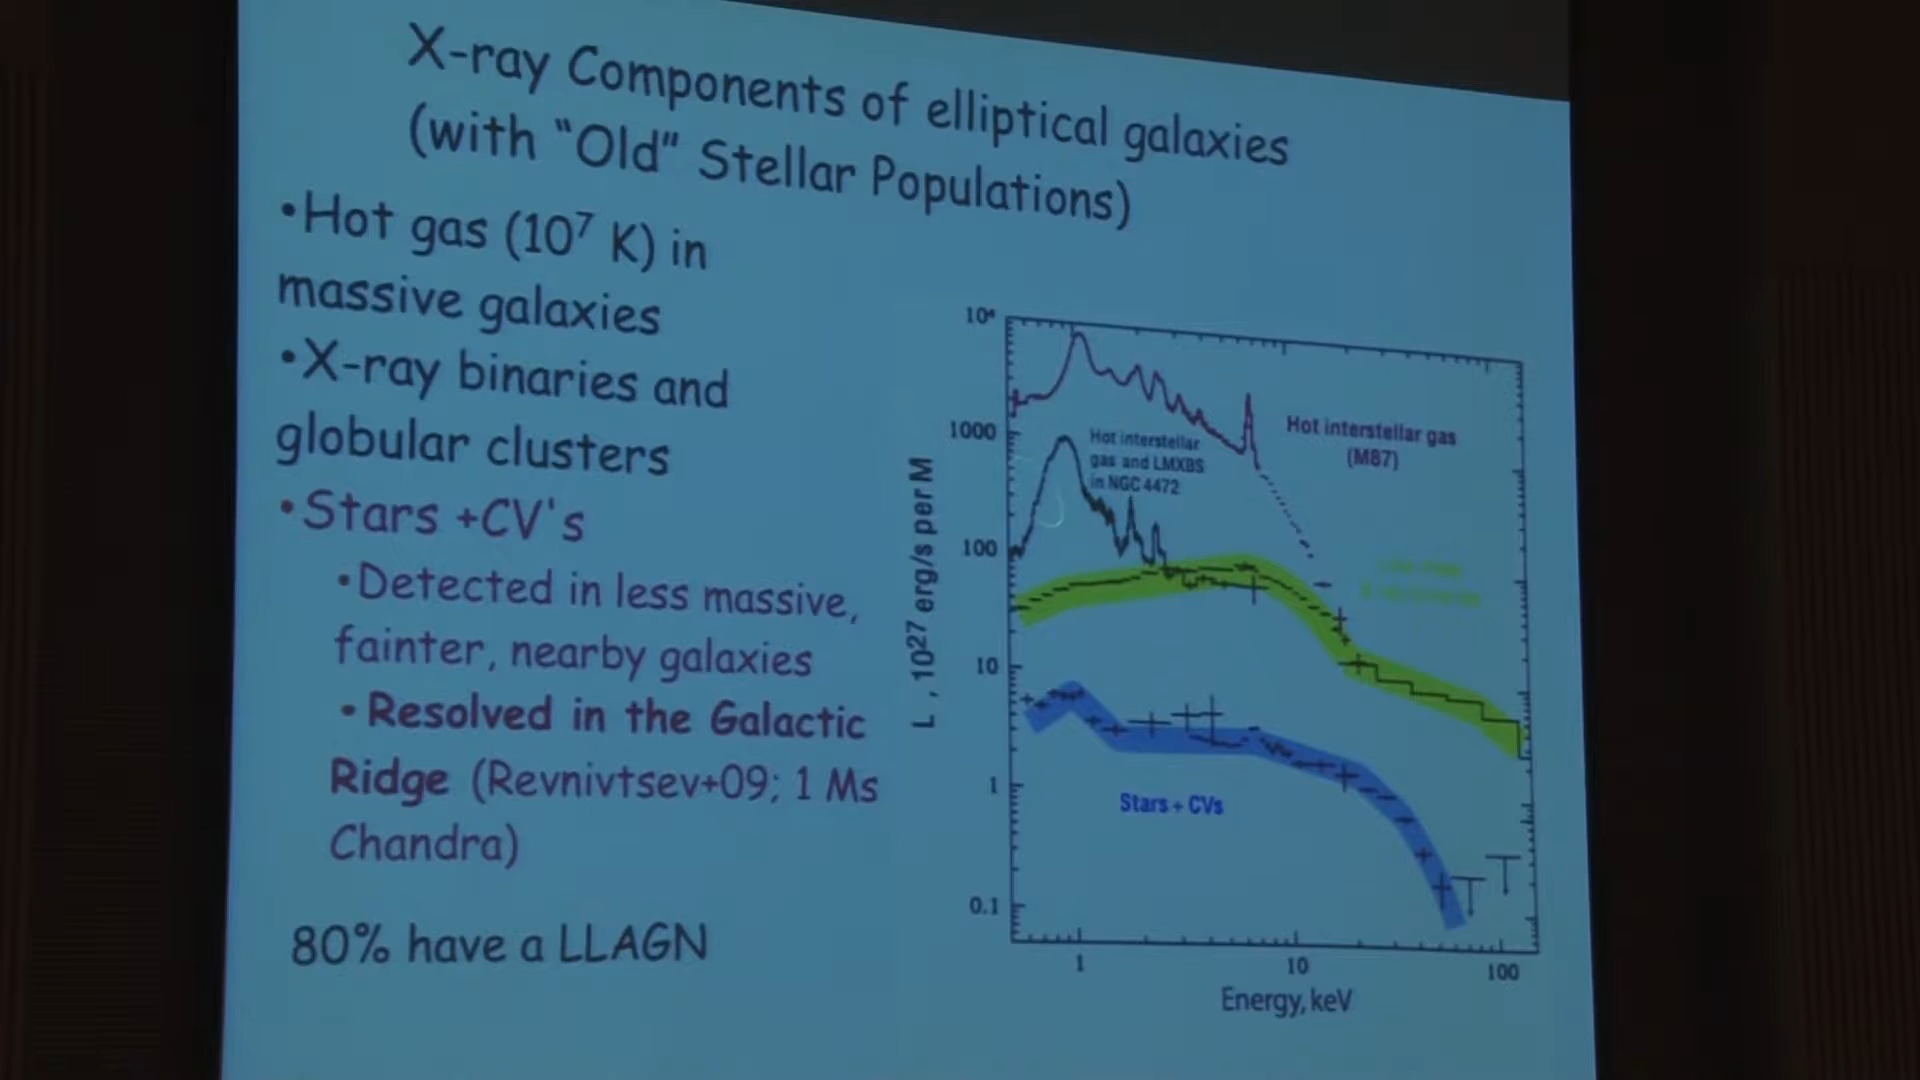 X-ray Components of elliptical galaxies
(with "Old" Stellar Populations)
•Hot gas (10⁷ K) in
massive galaxies
•X-ray binaries and
globular clusters
•Stars +CV's
•Detected in less massive,
fainter, nearby galaxies
•Resolved in the Galactic
Ridge (Revnivtsev+09; 1 Ms
Chandra)
80% have a LLAGN
10⁴
1000
100
10
1
0.1
L, 10²⁷ erg/s per M
Hot interstellar gas
(M87)
Hot interstellar
gas and LMXBS
in NGC 4472
Stars + CVs
1
10
100
Energy, keV